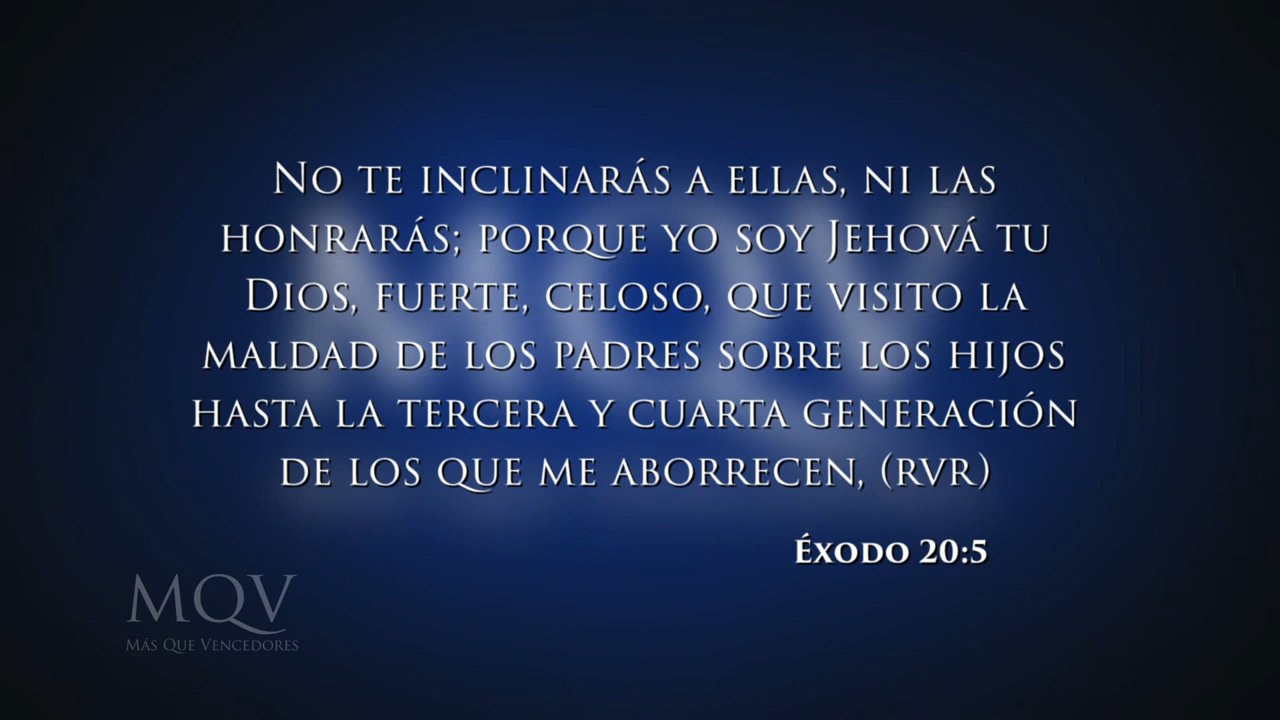 No te inclinarás a ellas, ni las
honrarás; porque yo soy Jehová tu
Dios, fuerte, celoso, que visito la
maldad de los padres sobre los hijos
hasta la tercera y cuarta generación
de los que me aborrecen, (rvr)
Éxodo 20:5
MQV
Más Que Vencedores